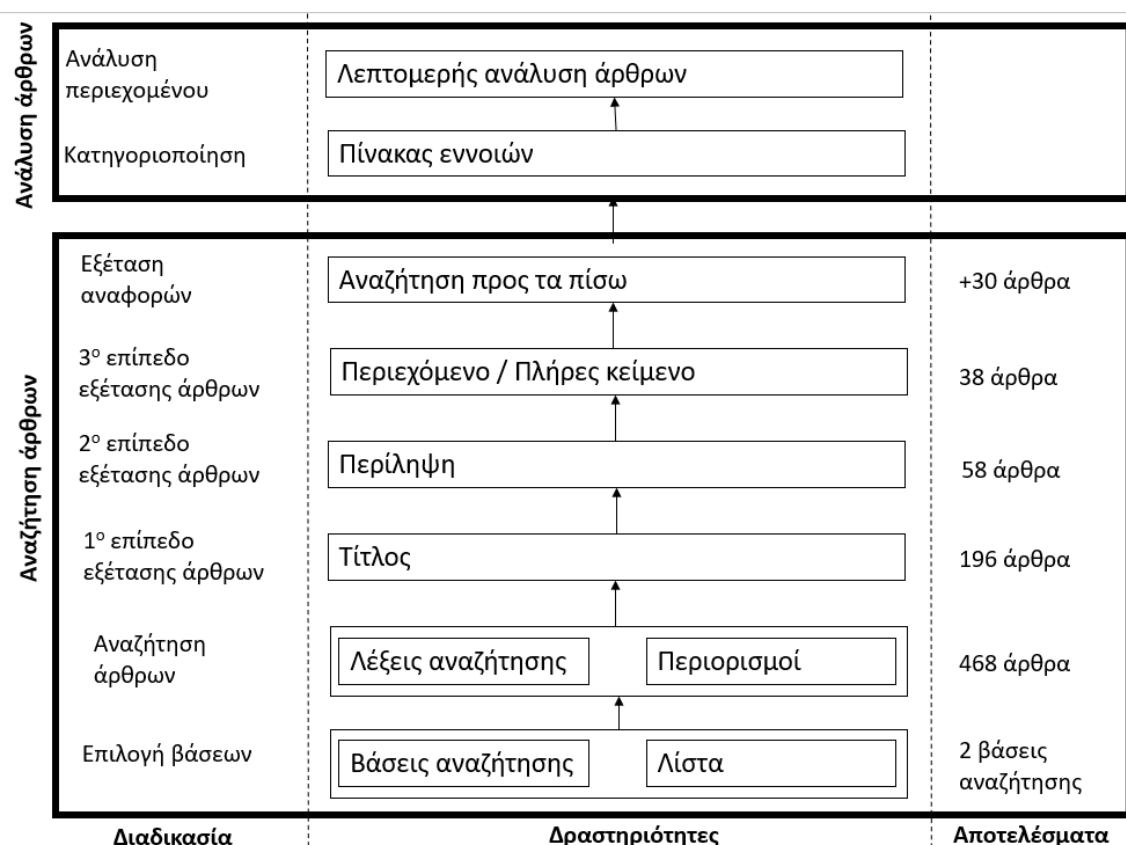 Ανάλυση άρθρων
Ανάλυση
περιεχομένου
Λεπτομερής ανάλυση άρθρων
Κατηγοριοποίηση
Πίνακας εννοιών
Αναζήτηση άρθρων
Εξέταση
αναφορών
Αναζήτηση προς τα πίσω
+30 άρθρα
3ο επίπεδο
εξέτασης άρθρων
Περιεχόμενο / Πλήρες κείμενο
38 άρθρα
2ο επίπεδο
εξέτασης άρθρων
Περίληψη
58 άρθρα
1ο επίπεδο
εξέτασης άρθρων
Τίτλος
196 άρθρα
Αναζήτηση
άρθρων
Λέξεις αναζήτησης
Περιορισμοί
468 άρθρα
Επιλογή βάσεων
Βάσεις αναζήτησης
Λίστα
2 βάσεις
αναζήτησης
Διαδικασία
Δραστηριότητες
Αποτελέσματα